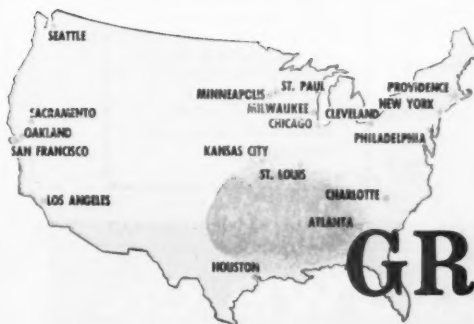 SEATTLE
ST. PAUL
MINNEAPOLIS
PROVIDENCE
MILWAUKEE
CLEVELAND
NEW YORK
SACRAMENTO
CHICAGO
OAKLAND
PHILADELPHIA
SAN FRANCISCO
KANSAS CITY
ST. LOUIS
LOS ANGELES
CHARLOTTE
ATLANTA
HOUSTON
GR